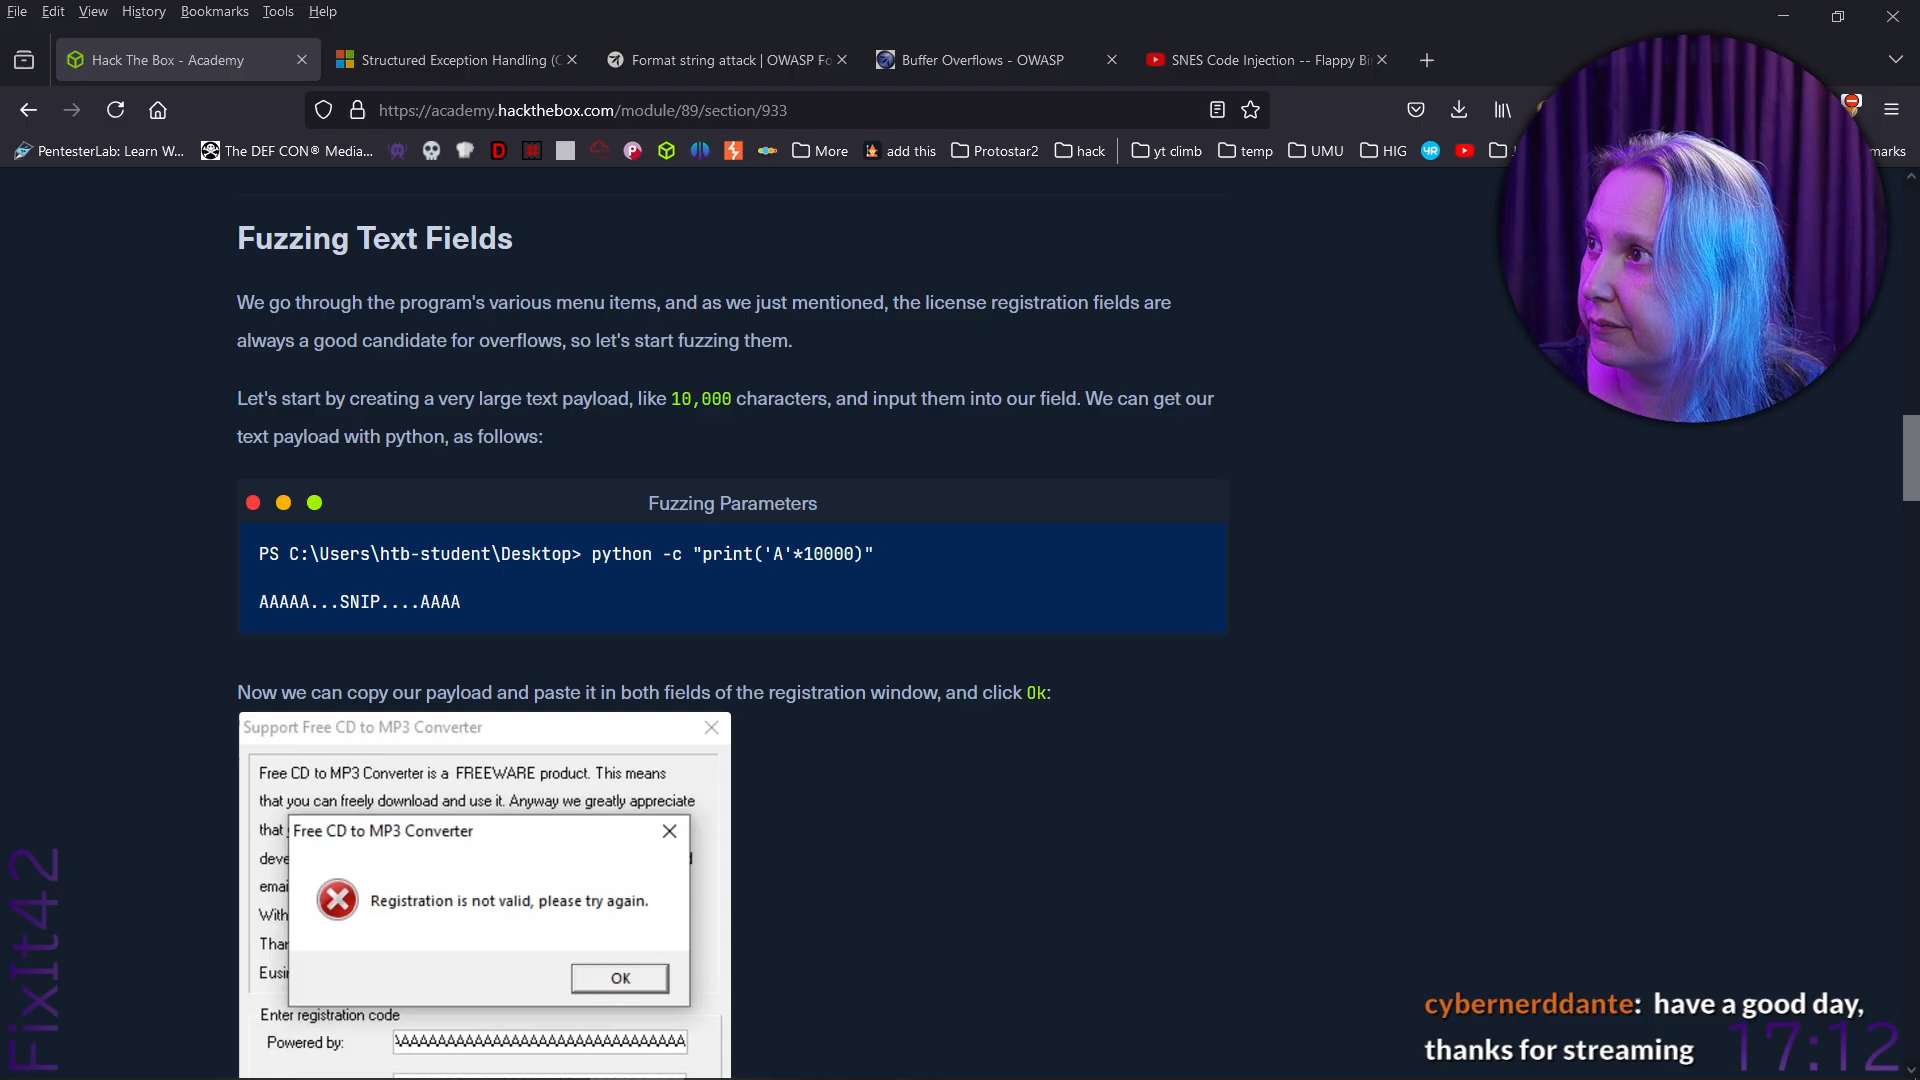 File Edit View History Bookmarks Tools Help
Hack The Box - Academy
Structured Exception Handling (C
Format string attack | OWASP Fo
Buffer Overflows - OWASP
SNES Code Injection -- Flappy Bi
https://academy.hackthebox.com/module/89/section/933
PentesterLab: Learn W...
The DEF CON® Media...
More
add this
Protostar2
hack
yt climb
temp
UMU
HIG
marks
Fuzzing Text Fields
We go through the program's various menu items, and as we just mentioned, the license registration fields are
always a good candidate for overflows, so let's start fuzzing them.
Let's start by creating a very large text payload, like 10,000 characters, and input them into our field. We can get our
text payload with python, as follows:
Fuzzing Parameters
PS C:\Users\htb-student\Desktop> python -c "print('A'*10000)"
AAAAA...SNIP....AAAA
Now we can copy our payload and paste it in both fields of the registration window, and click Ok:
Support Free CD to MP3 Converter
Free CD to MP3 Converter is a FREEWARE product. This means
that you can freely download and use it. Anyway we greatly appreciate
that
Free CD to MP3 Converter
deve
emai
Registration is not valid, please try again.
With
Than
Eusin
OK
Enter registration code
Powered by:
AAAAAAAAAAAAAAAAAAAAAAAAAAAAAAA
FixIt42
cybernerddante: have a good day,
thanks for streaming
17:12